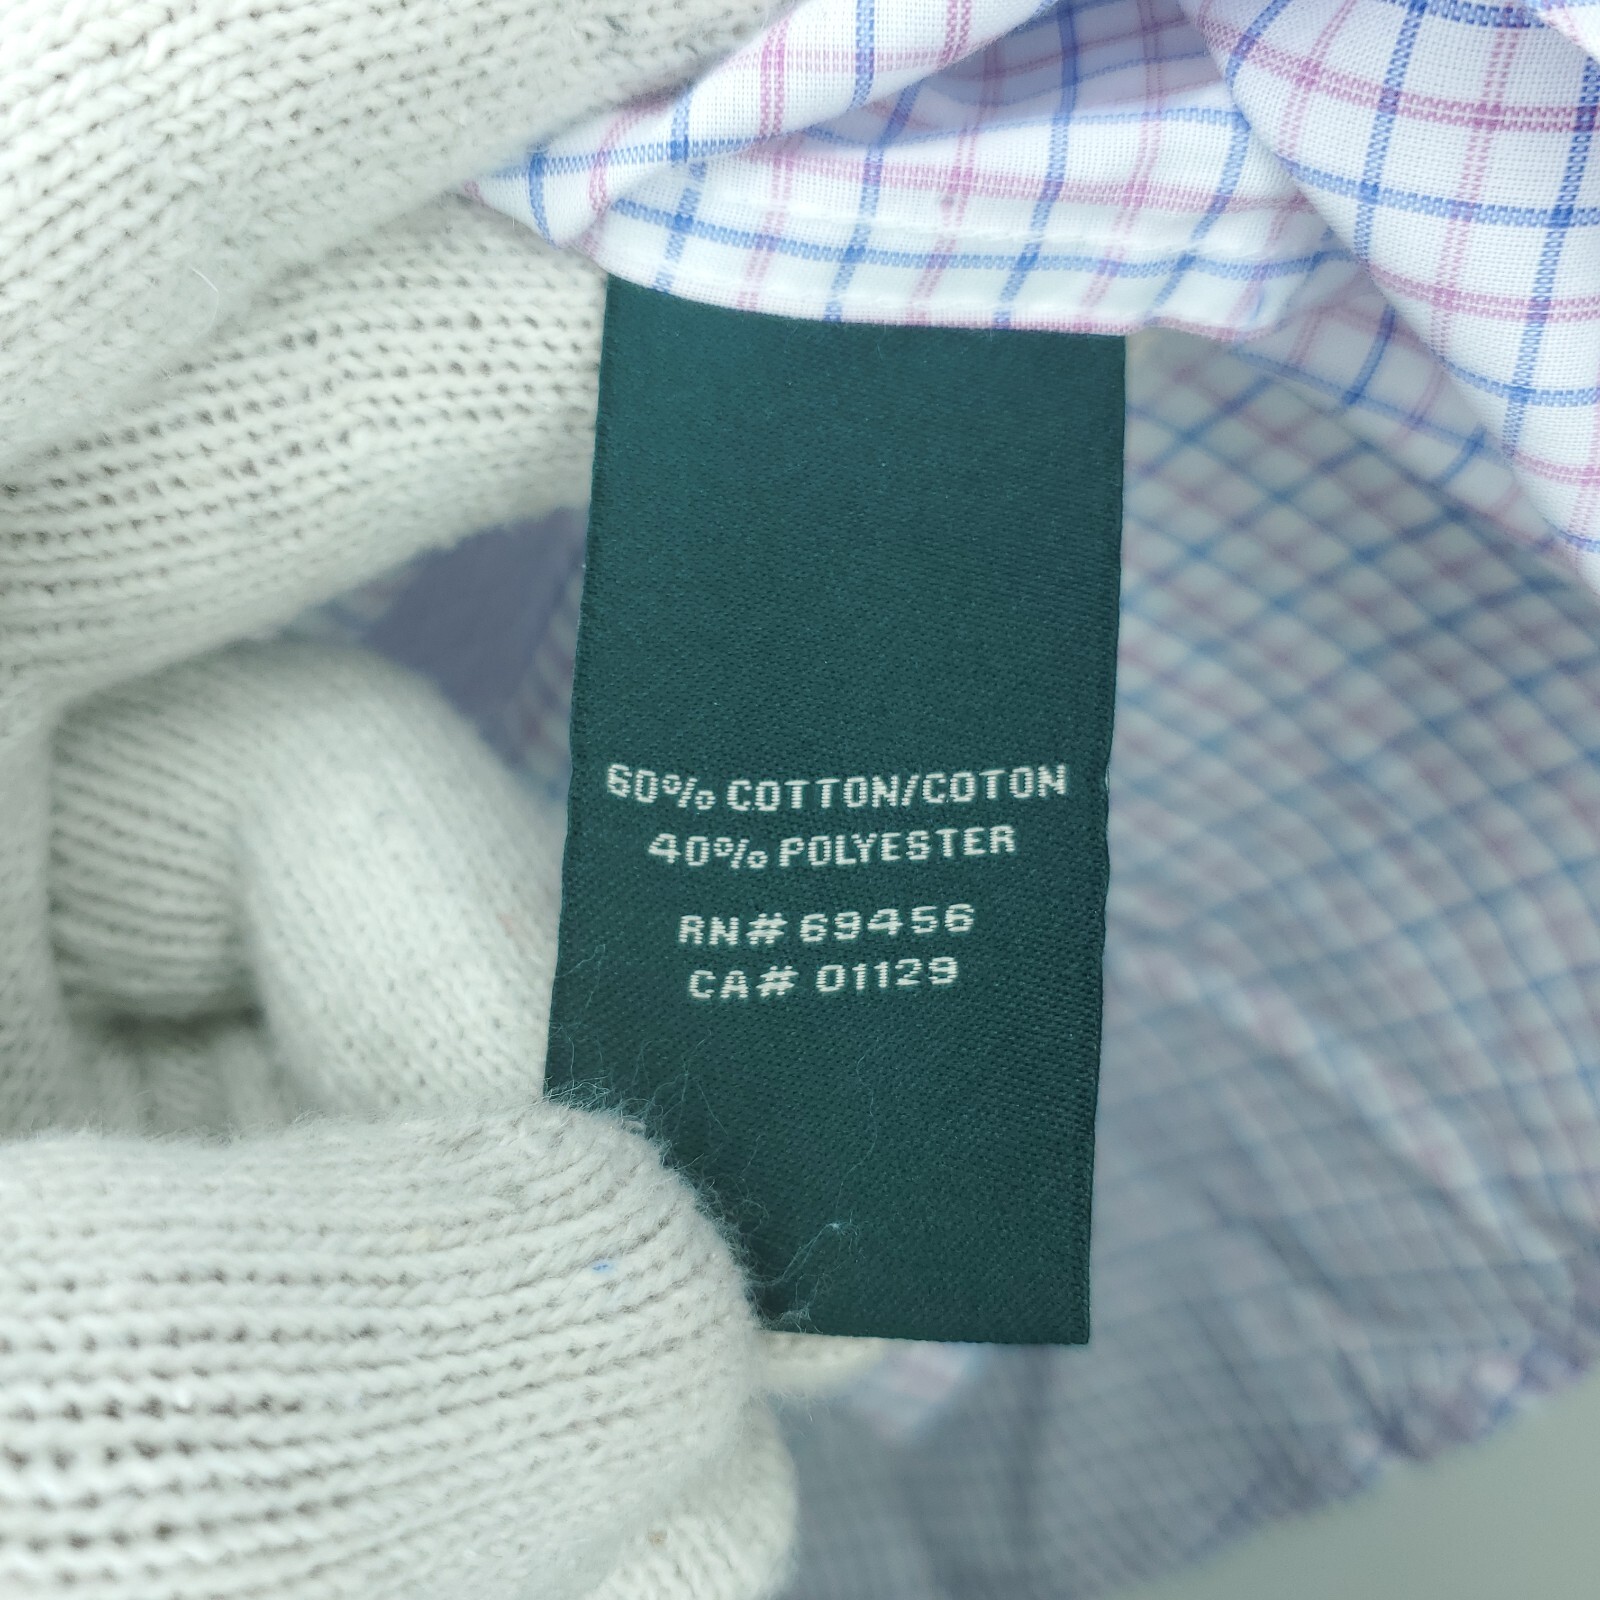 60% COTTON/COTON
40% POLYESTER
RN# 69456
CA# 01129